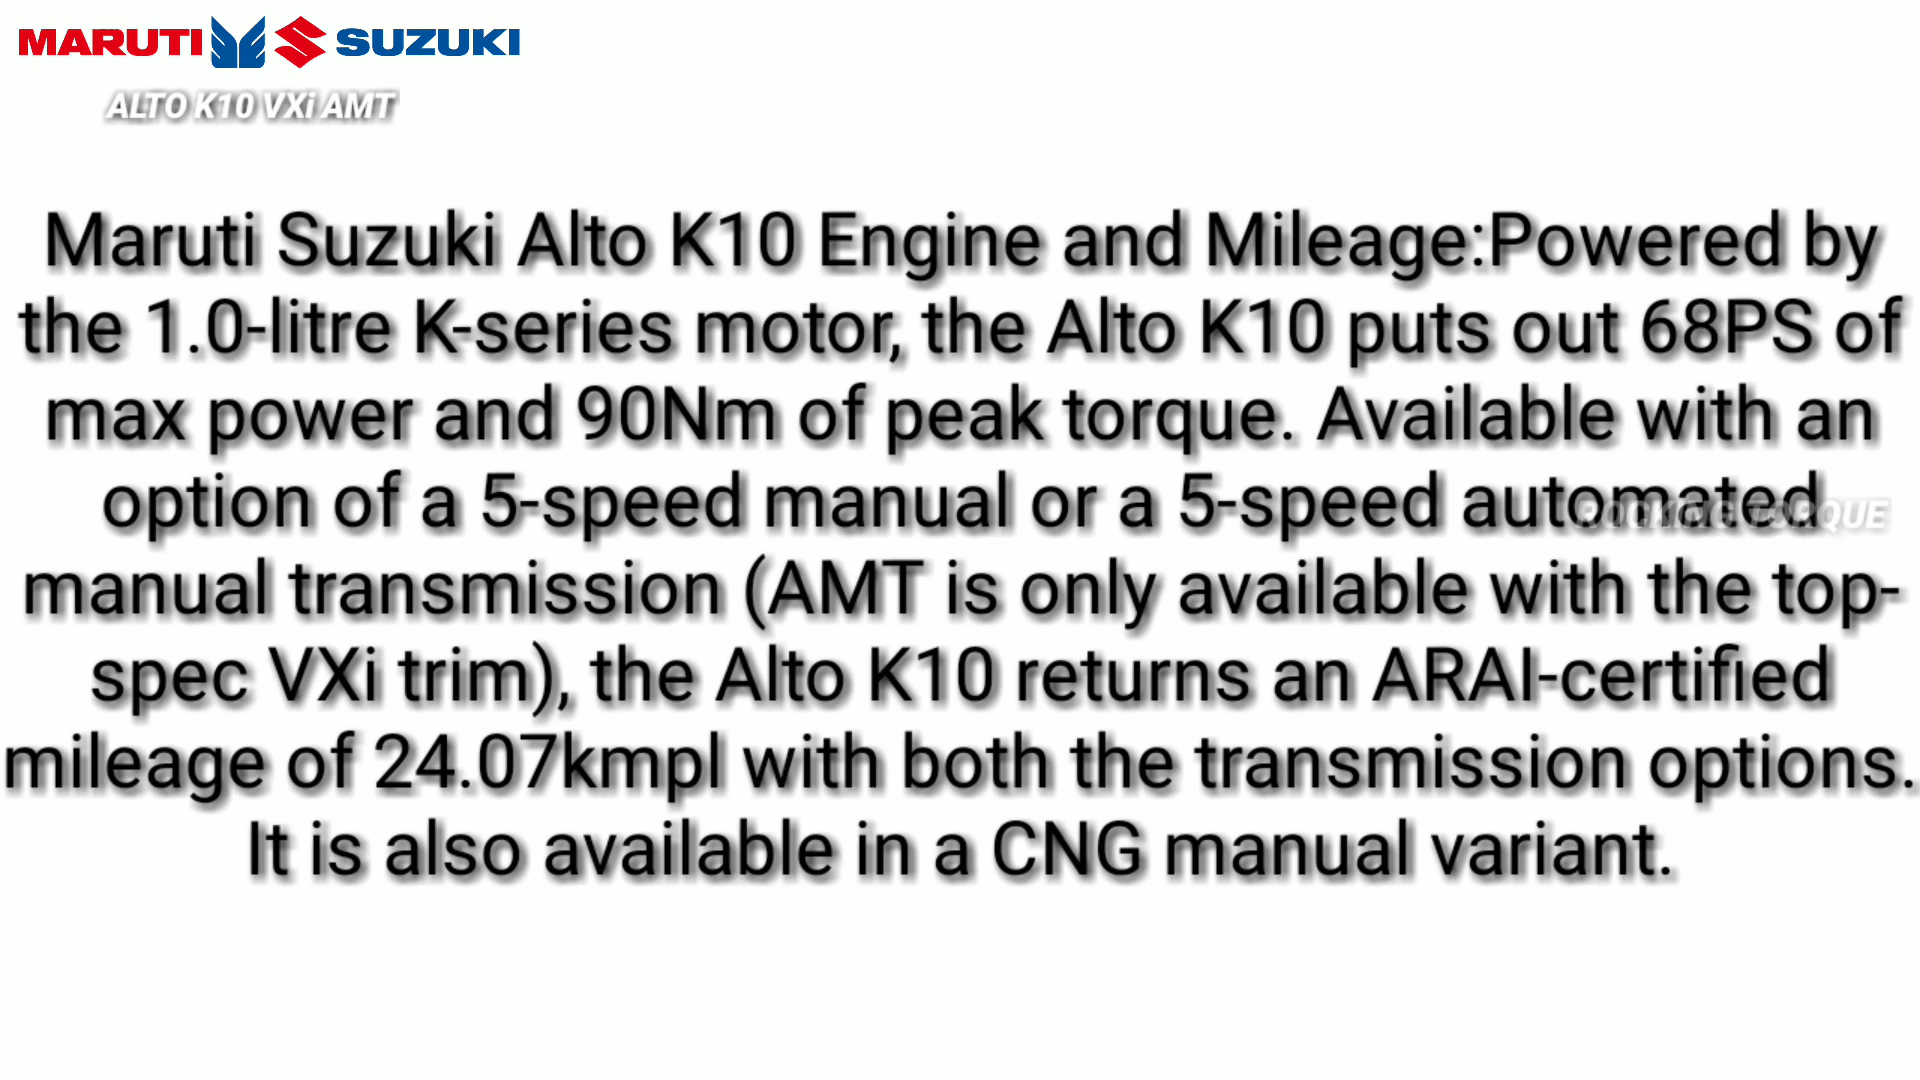 MARUTI SUZUKI
ALTO K10 VXi AMT
Maruti Suzuki Alto K10 Engine and Mileage:Powered by
the 1.0-litre K-series motor, the Alto K10 puts out 68PS of
max power and 90Nm of peak torque. Available with an
option of a 5-speed manual or a 5-speed automated
ROCKING TORQUE
manual transmission (AMT is only available with the top-
spec VXi trim), the Alto K10 returns an ARAI-certified
mileage of 24.07kmpl with both the transmission options.
It is also available in a CNG manual variant.